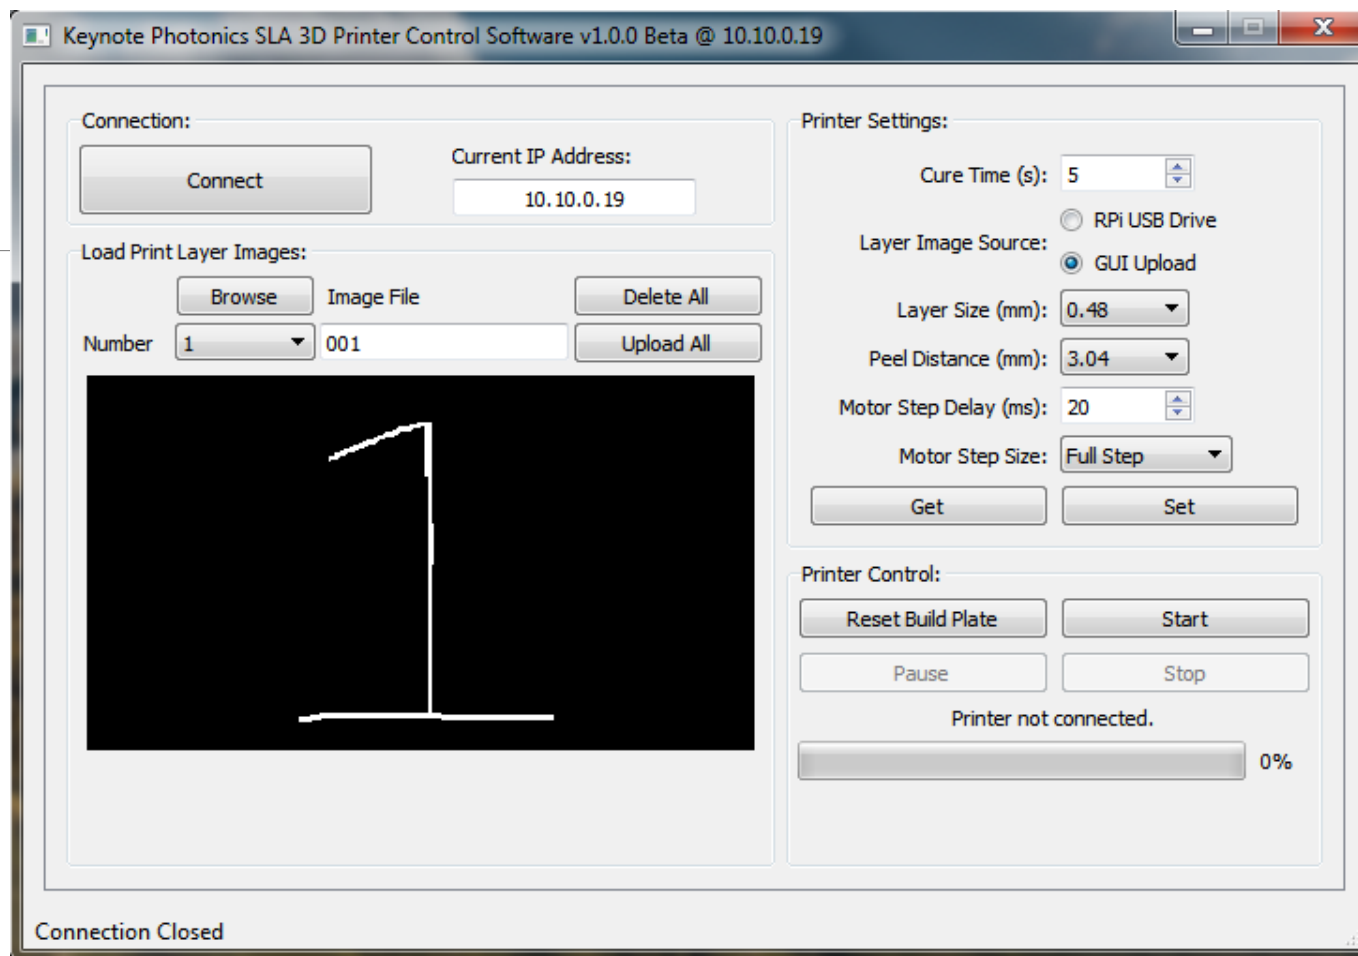 Keynote Photonics SLA 3D Printer Control Software v1.0.0 Beta @ 10.10.0.19
Connection:
Connect
Current IP Address:
10.10.0.19
Load Print Layer Images:
Browse
Image File
Delete All
Number
1
001
Upload All
1
Printer Settings:
Cure Time (s):
5
Layer Image Source:
RPi USB Drive
GUI Upload
Layer Size (mm):
0.48
Peel Distance (mm):
3.04
Motor Step Delay (ms):
20
Motor Step Size:
Full Step
Get
Set
Printer Control:
Reset Build Plate
Start
Pause
Stop
Printer not connected.
0%
Connection Closed